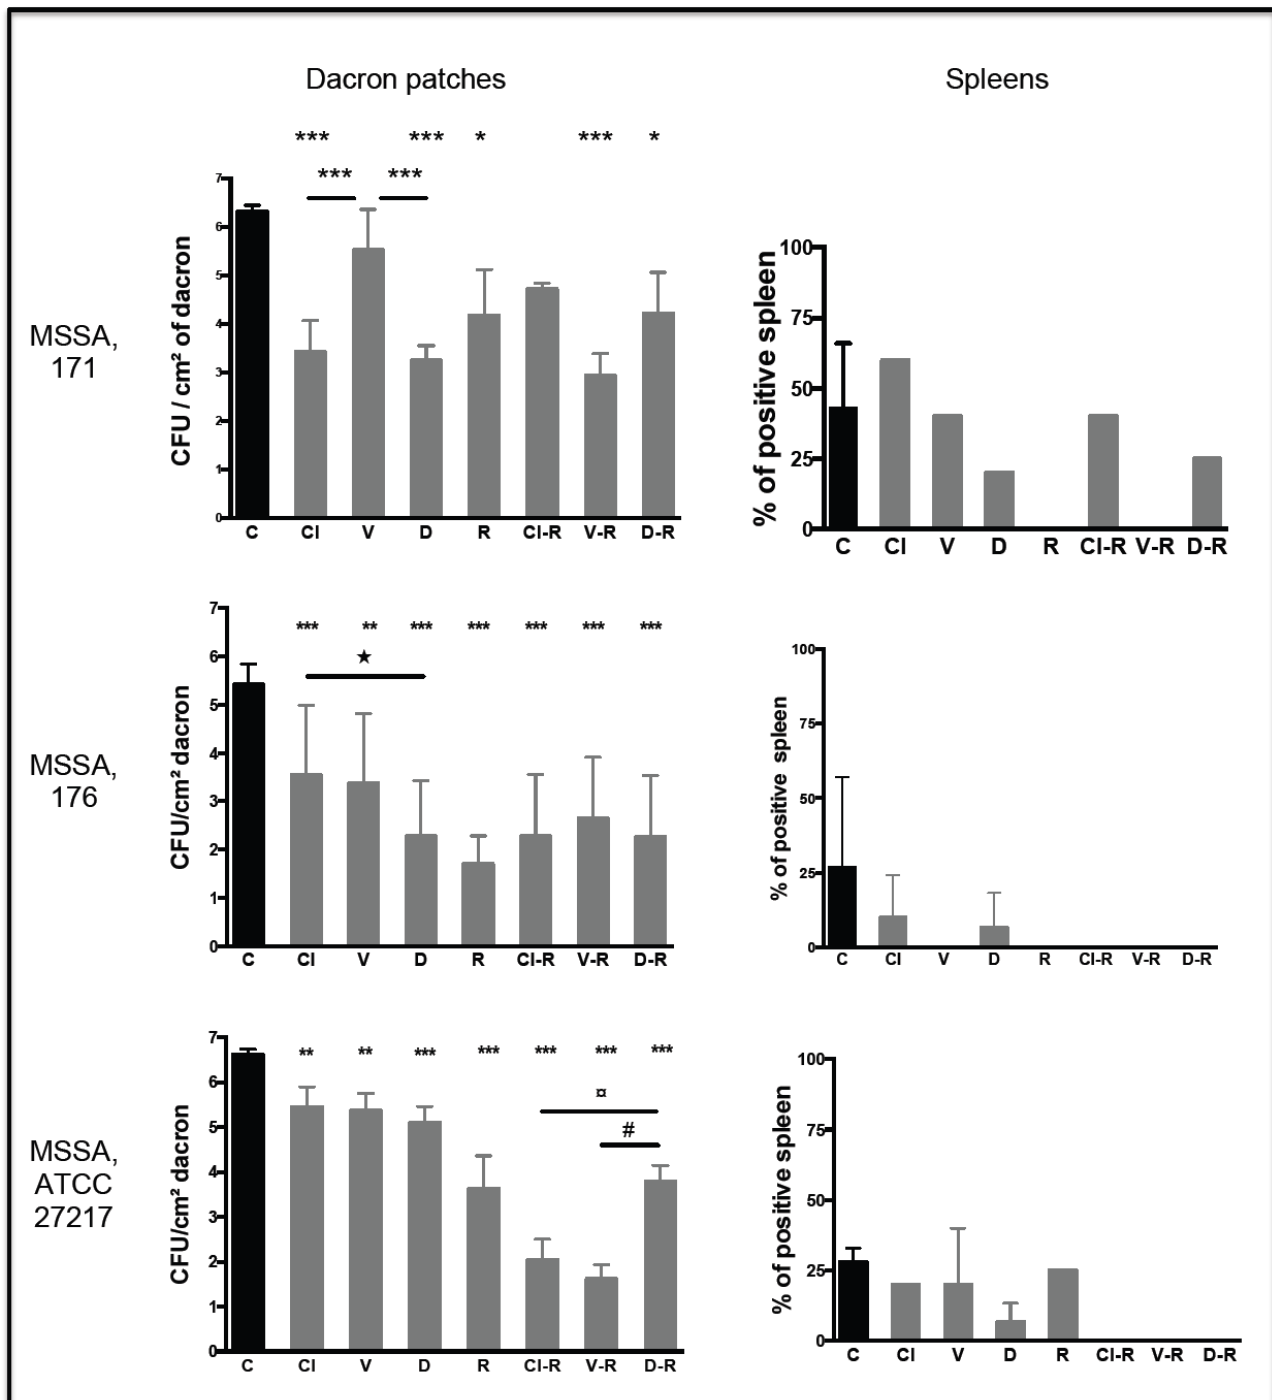 Dacron patches
Spleens
MSSA,
171
*** *** * *** *
*** ***
CFU / cm² of dacron
7
6
5
4
3
2
1
0
C Cl V D R Cl-R V-R D-R
% of positive spleen
100
75
50
25
0
C Cl V D R Cl-R V-R D-R
MSSA,
176
*** ** *** *** *** *** ***
★
CFU/cm² dacron
7
6
5
4
3
2
1
0
C Cl V D R Cl-R V-R D-R
% of positive spleen
100
75
50
25
0
C Cl V D R Cl-R V-R D-R
MSSA,
ATCC
27217
** ** *** *** *** *** ***
¤
#
CFU/cm² dacron
7
6
5
4
3
2
1
0
C Cl V D R Cl-R V-R D-R
% of positive spleen
100
75
50
25
0
C Cl V D R Cl-R V-R D-R